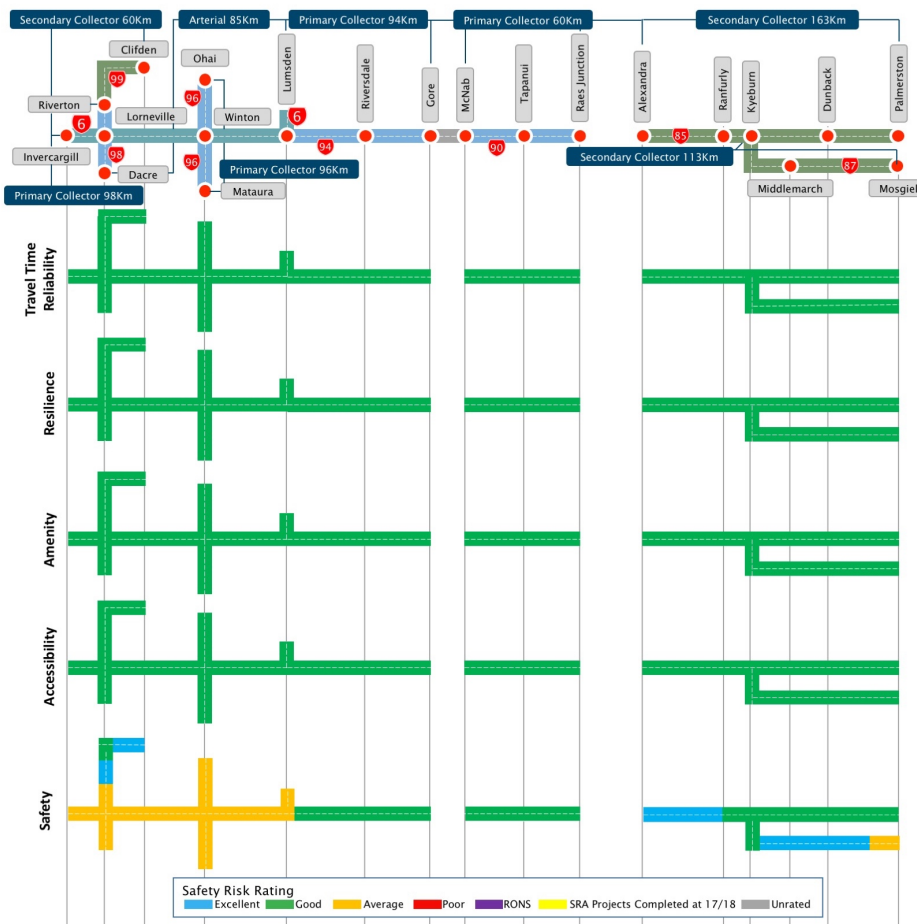 Secondary Collector 60Km
Arterial 85Km
Primary Collector 94Km
Primary Collector 60Km
Secondary Collector 163Km
Clifden
Ohai
Lumsden
Riversdale
Gore
McNab
Tapanui
Raes Junction
Alexandra
Ranfurly
Kyeburn
Dunback
Palmerston
99
96
Riverton
Lorneville
Winton
6
6
Invercargill
98
96
94
90
85
Secondary Collector 113Km
Primary Collector 96Km
87
Dacre
Mataura
Middlemarch
Mosgiel
Primary Collector 98Km
Travel Time
Reliability
Resilience
Amenity
Accessibility
Safety
Safety Risk Rating
Excellent
Good
Average
Poor
RONS
SRA Projects Completed at 17/18
Unrated